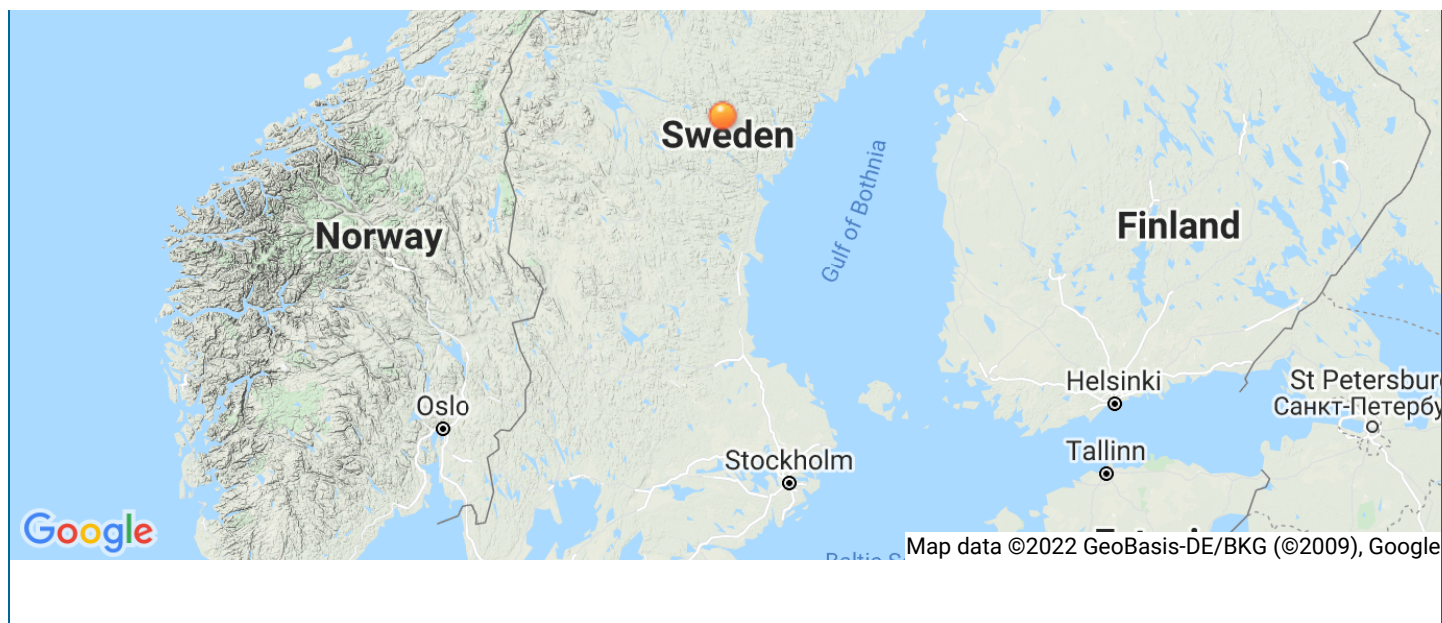 Sweden
Gulf of Bothnia
Norway
Finland
Helsinki
St Petersbur
Санкт-Петербу
Oslo
Tallinn
Stockholm
Google
Map data ©2022 GeoBasis-DE/BKG (©2009), Google